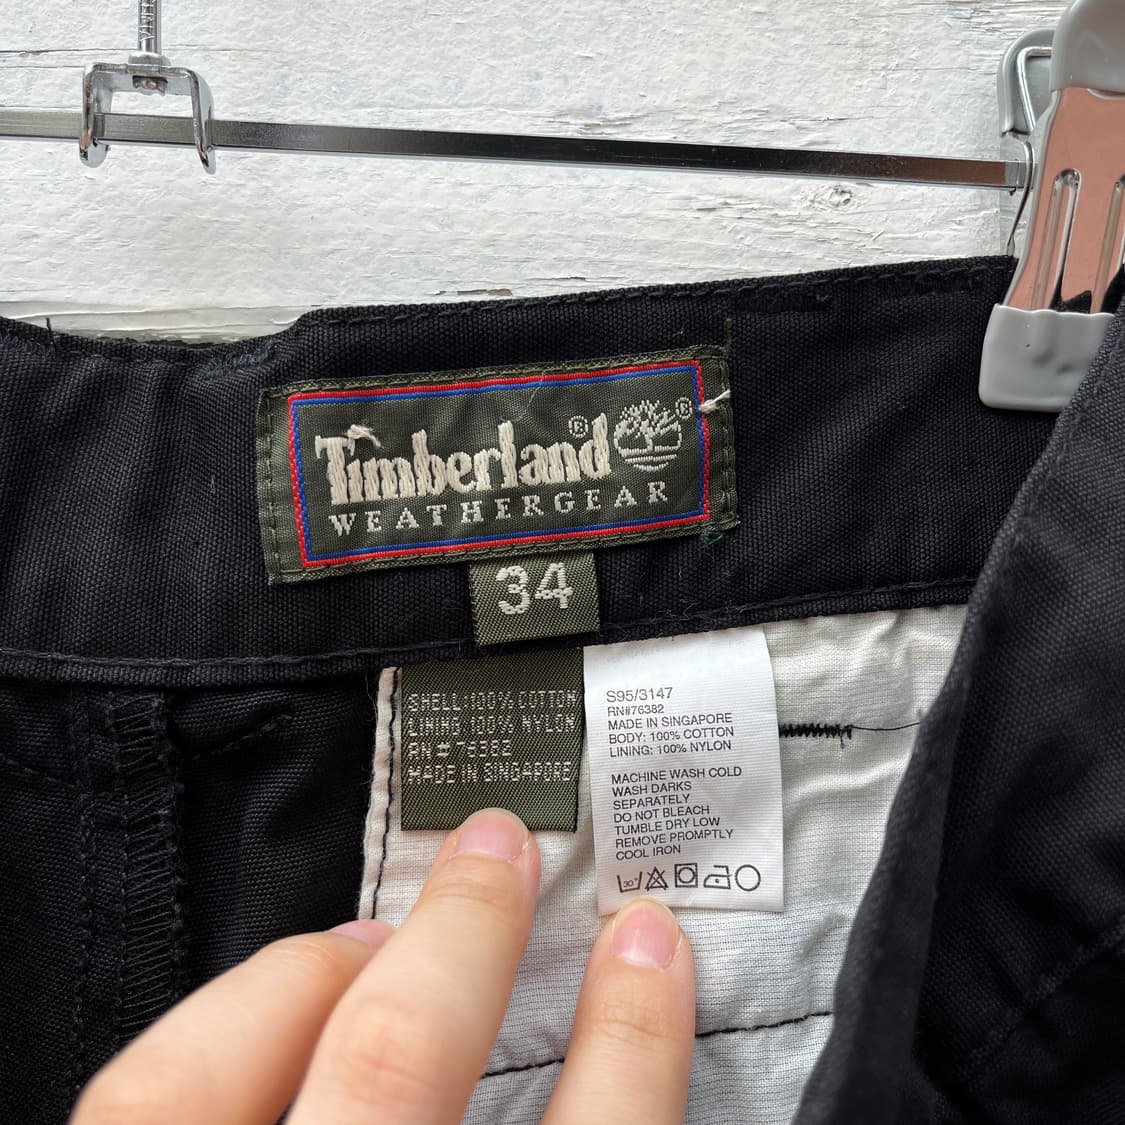 Timberland®
®
WEATHERGEAR
34
SHELL:100% COTTON
LINING:100% NYLON
RN#76382
MADE IN SINGAPORE
S95/3147
RN#76382
MADE IN SINGAPORE
BODY: 100% COTTON
LINING: 100% NYLON
MACHINE WASH COLD
WASH DARKS
SEPARATELY
DO NOT BLEACH
TUMBLE DRY LOW
REMOVE PROMPTLY
COOL IRON
30°